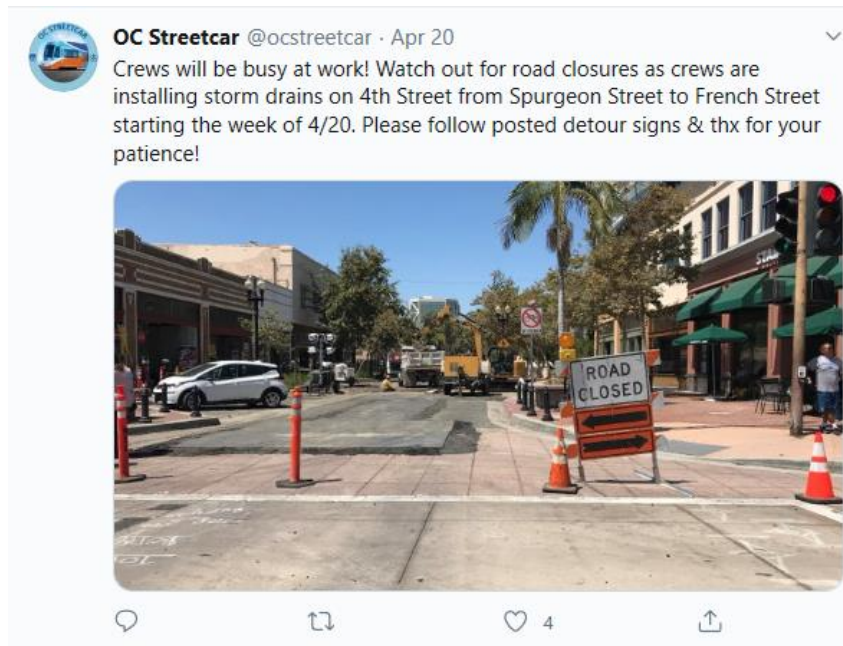 OC STREETCAR
OC Streetcar @ocstreetcar · Apr 20
Crews will be busy at work! Watch out for road closures as crews are
installing storm drains on 4th Street from Spurgeon Street to French Street
starting the week of 4/20. Please follow posted detour signs & thx for your
patience!
ROAD
CLOSED
4